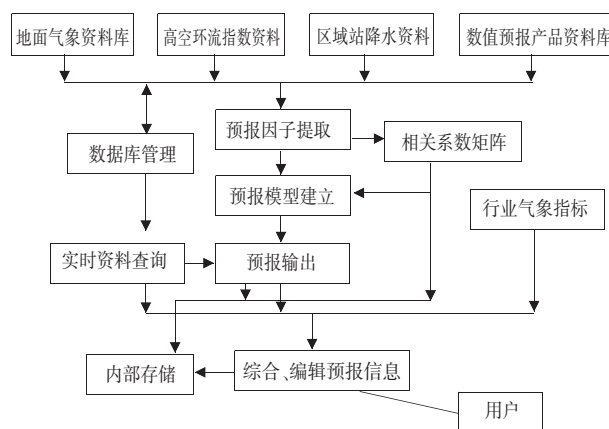 地面气象资料库
高空环流指数资料
区域站降水资料
数值预报产品资料库
预报因子提取
相关系数矩阵
数据库管理
预报模型建立
行业气象指标
实时资料查询
预报输出
内部存储
综合、编辑预报信息
用户